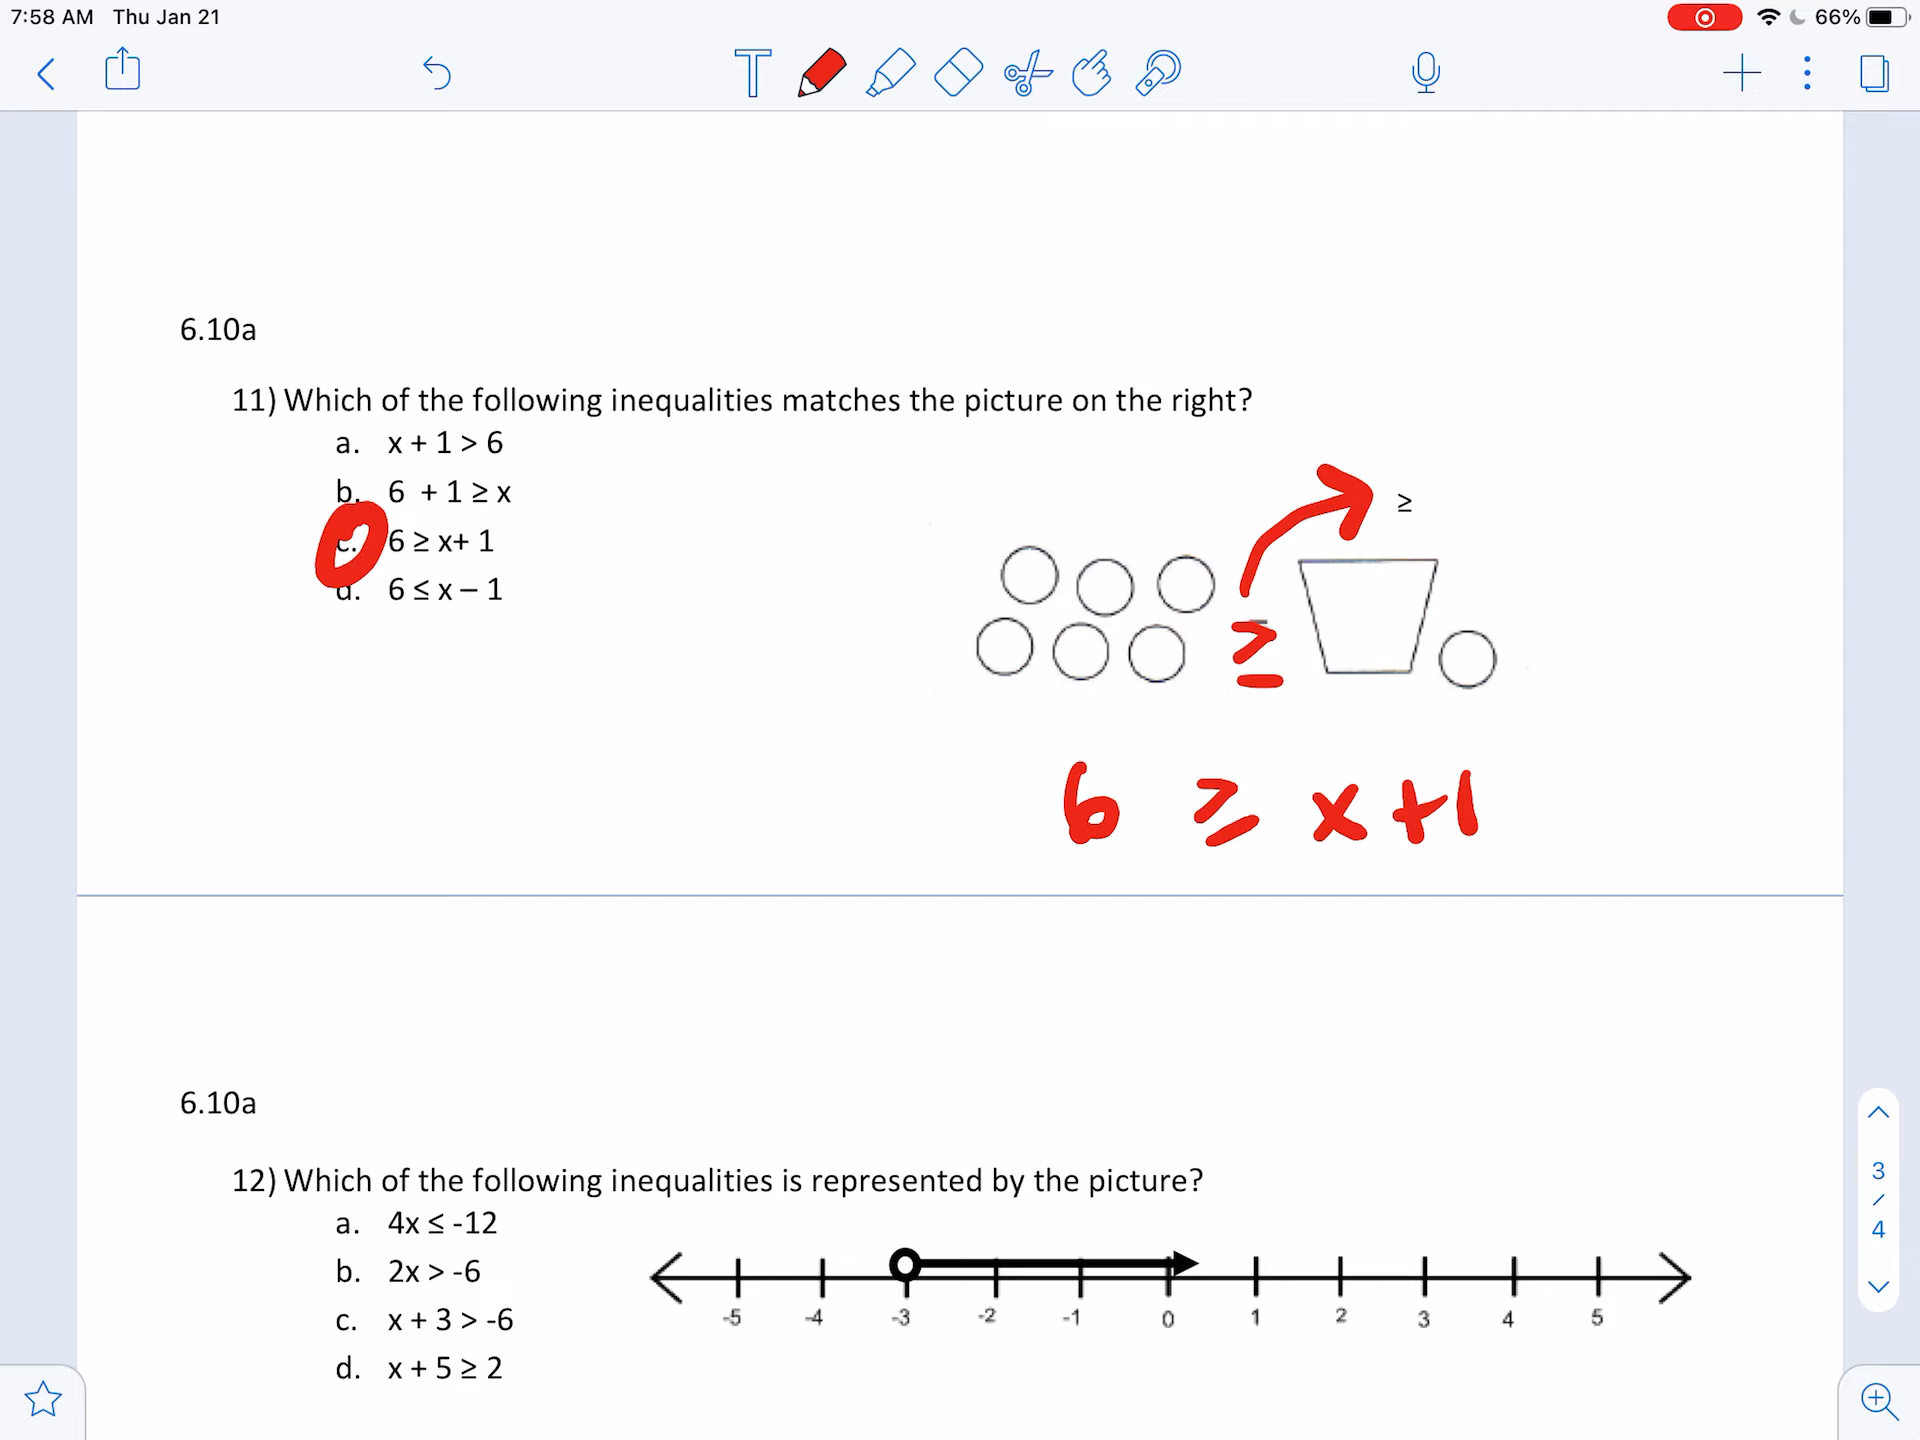 7:58 AM Thu Jan 21 66%
T
6.10a
11) Which of the following inequalities matches the picture on the right?
a. x + 1 > 6
b. 6 + 1 ≥ x
c. 6 ≥ x+ 1
d. 6 ≤ x – 1
≥
≥
6 ≥ x +1
6.10a
12) Which of the following inequalities is represented by the picture?
a. 4x ≤ -12
b. 2x > -6
c. x + 3 > -6
d. x + 5 ≥ 2
-5 -4 -3 -2 -1 0 1 2 3 4 5
3
/
4